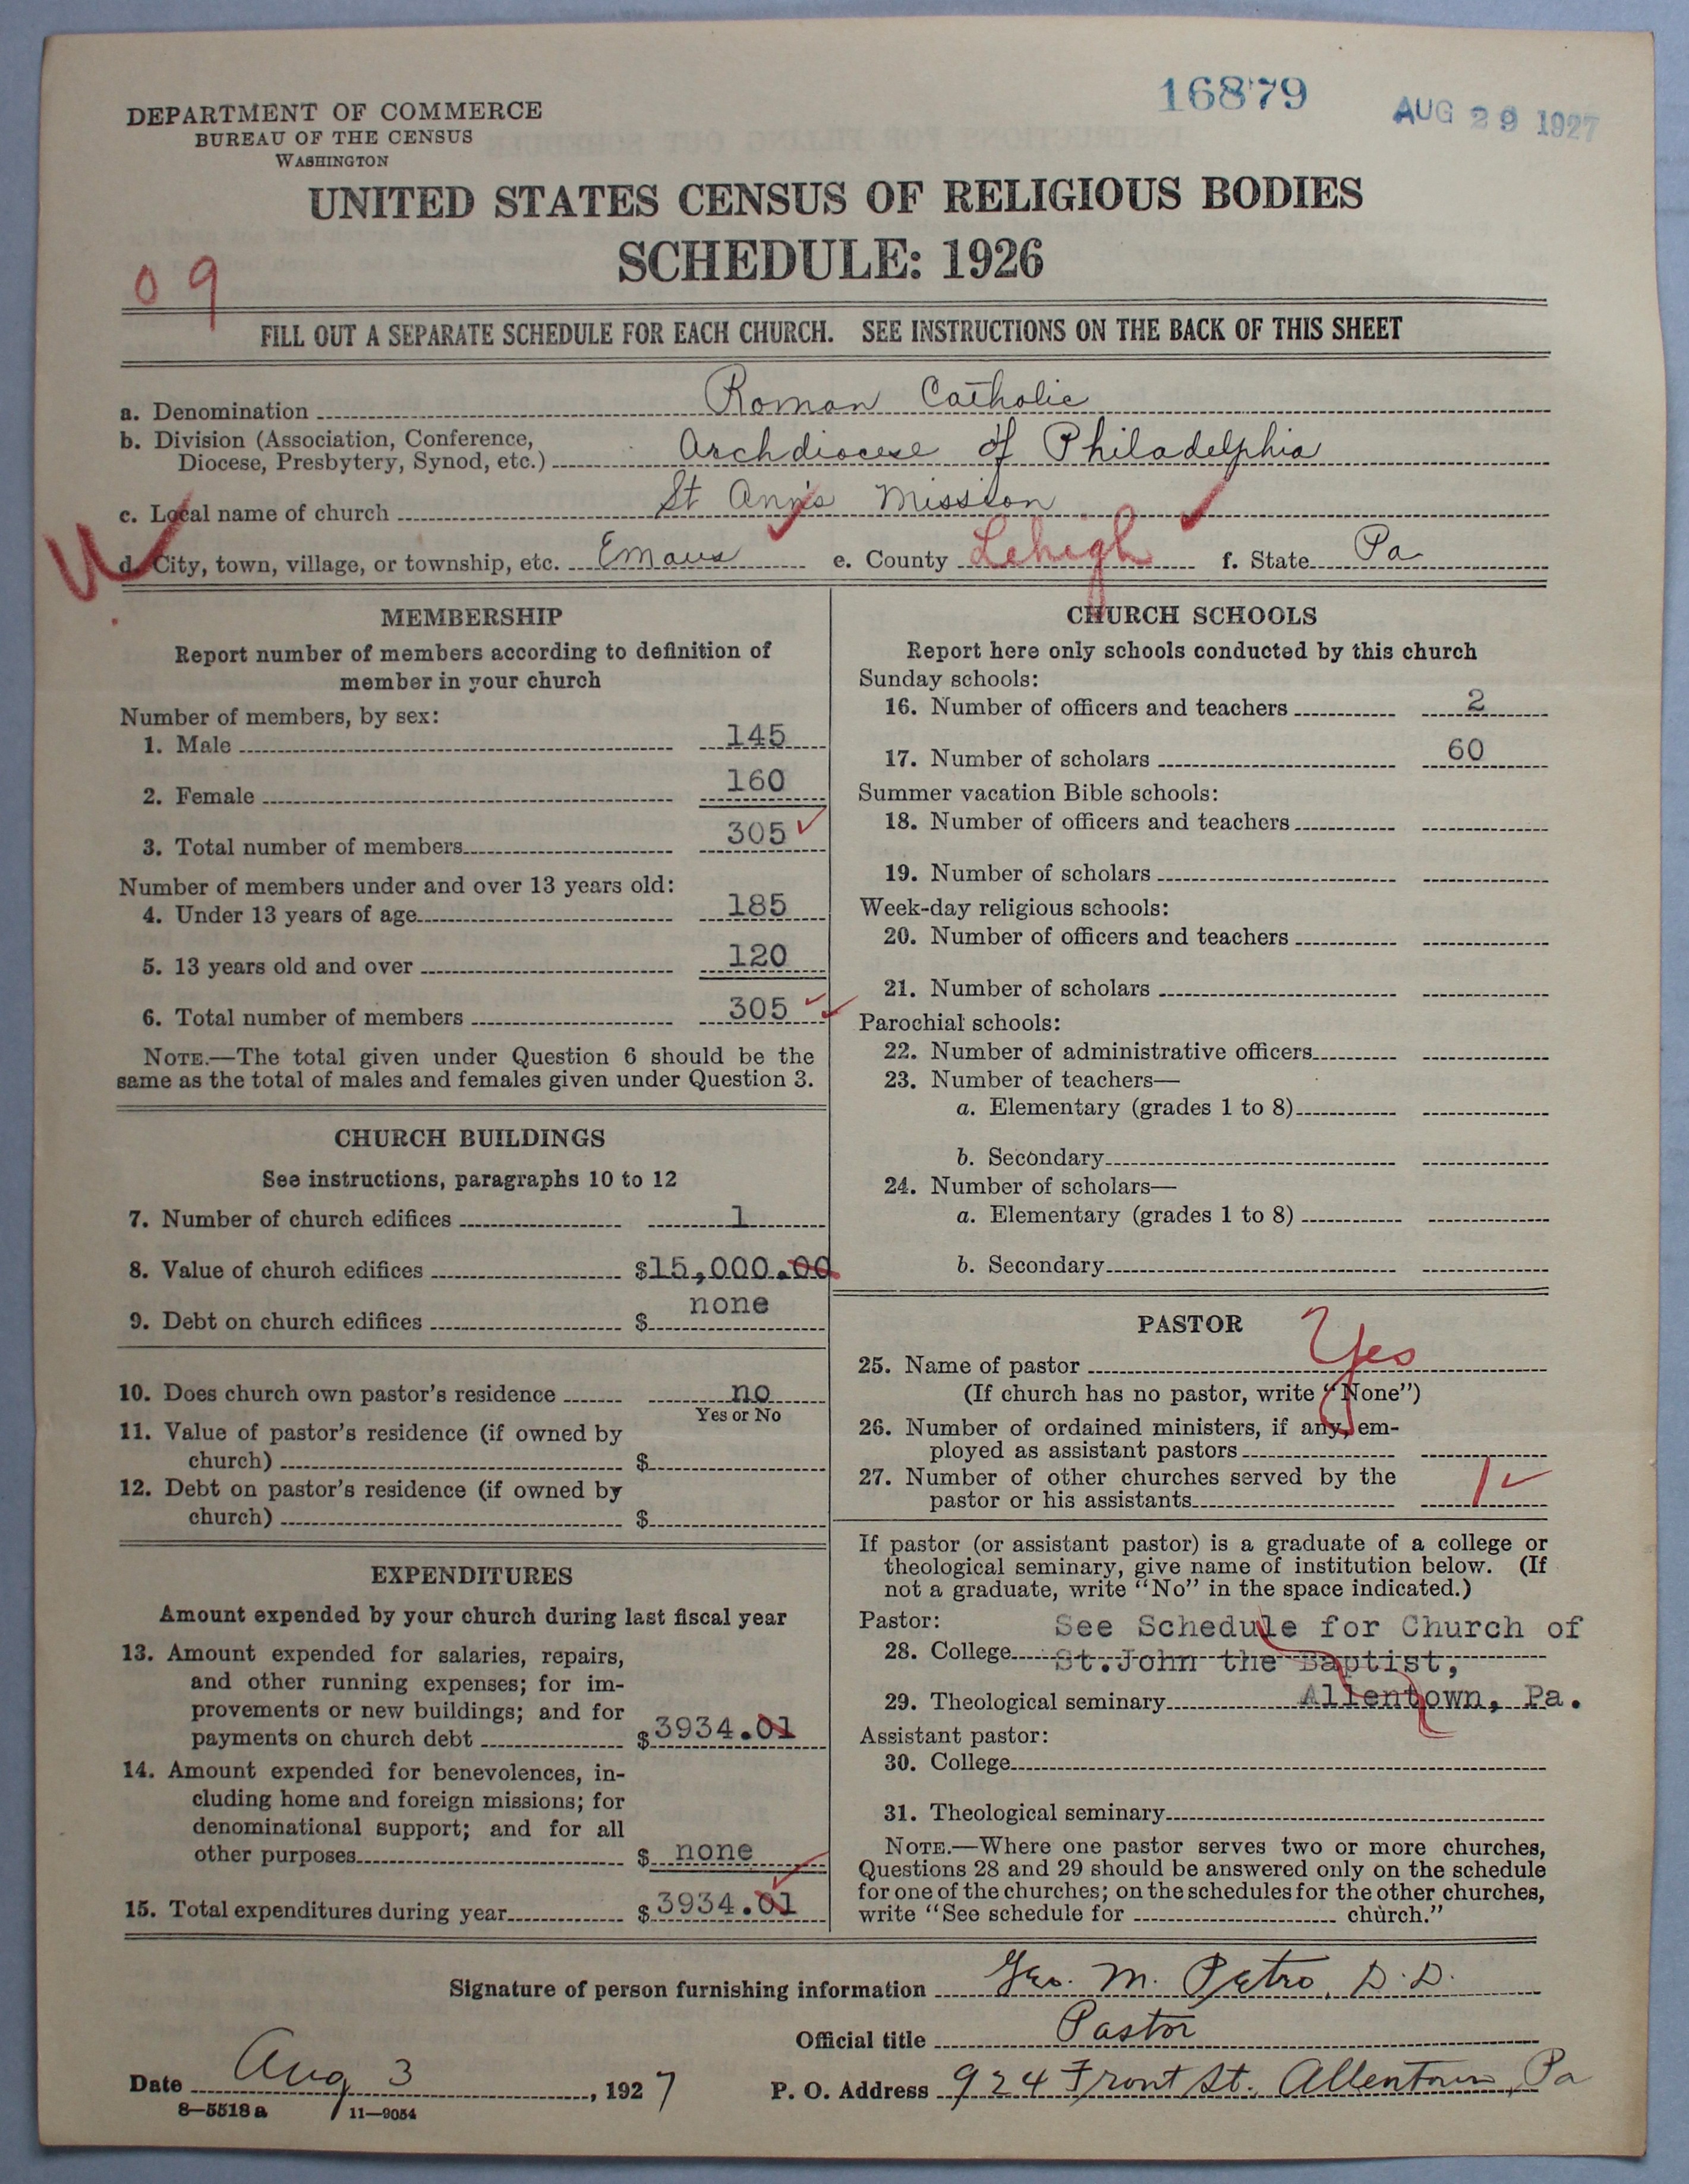 16879
AUG 29 1927
DEPARTMENT OF COMMERCE
BUREAU OF THE CENSUS
WASHINGTON
UNITED STATES CENSUS OF RELIGIOUS BODIES
SCHEDULE: 1926
09
FILL OUT A SEPARATE SCHEDULE FOR EACH CHURCH. SEE INSTRUCTIONS ON THE BACK OF THIS SHEET
a. Denomination Roman Catholic
b. Division (Association, Conference,
Diocese, Presbytery, Synod, etc.) Archdiocese of Philadelphia
c. Local name of church St Ann's Mission
d. City, town, village, or township, etc. Emaus e. County Lehigh f. State Pa
MEMBERSHIP
Report number of members according to definition of
member in your church
Number of members, by sex:
1. Male 145
2. Female 160
3. Total number of members 305
Number of members under and over 13 years old:
4. Under 13 years of age 185
5. 13 years old and over 120
6. Total number of members 305
NOTE.—The total given under Question 6 should be the
same as the total of males and females given under Question 3.
CHURCH BUILDINGS
See instructions, paragraphs 10 to 12
7. Number of church edifices 1
8. Value of church edifices $15,000.00
9. Debt on church edifices $ none
10. Does church own pastor's residence no
Yes or No
11. Value of pastor's residence (if owned by
church) $
12. Debt on pastor's residence (if owned by
church) $
EXPENDITURES
Amount expended by your church during last fiscal year
13. Amount expended for salaries, repairs,
and other running expenses; for im-
provements or new buildings; and for
payments on church debt $3934.01
14. Amount expended for benevolences, in-
cluding home and foreign missions; for
denominational support; and for all
other purposes $ none
15. Total expenditures during year $3934.01
CHURCH SCHOOLS
Report here only schools conducted by this church
Sunday schools:
16. Number of officers and teachers 2
17. Number of scholars 60
Summer vacation Bible schools:
18. Number of officers and teachers
19. Number of scholars
Week-day religious schools:
20. Number of officers and teachers
21. Number of scholars
Parochial schools:
22. Number of administrative officers
23. Number of teachers—
a. Elementary (grades 1 to 8)
b. Secondary
24. Number of scholars—
a. Elementary (grades 1 to 8)
b. Secondary
PASTOR
25. Name of pastor Yes
(If church has no pastor, write "None")
26. Number of ordained ministers, if any, em-
ployed as assistant pastors
27. Number of other churches served by the
pastor or his assistants 1
If pastor (or assistant pastor) is a graduate of a college or
theological seminary, give name of institution below. (If
not a graduate, write "No" in the space indicated.)
Pastor: See Schedule for Church of
28. College St.John the Baptist,
29. Theological seminary Allentown, Pa.
Assistant pastor:
30. College
31. Theological seminary
NOTE.—Where one pastor serves two or more churches,
Questions 28 and 29 should be answered only on the schedule
for one of the churches; on the schedules for the other churches,
write "See schedule for church."
Signature of person furnishing information Geo. M. Petro, D.D.
Official title Pastor
Date Aug 3, 1927 P. O. Address 924 Front St. Allentown, Pa
8—5518a 11—9054